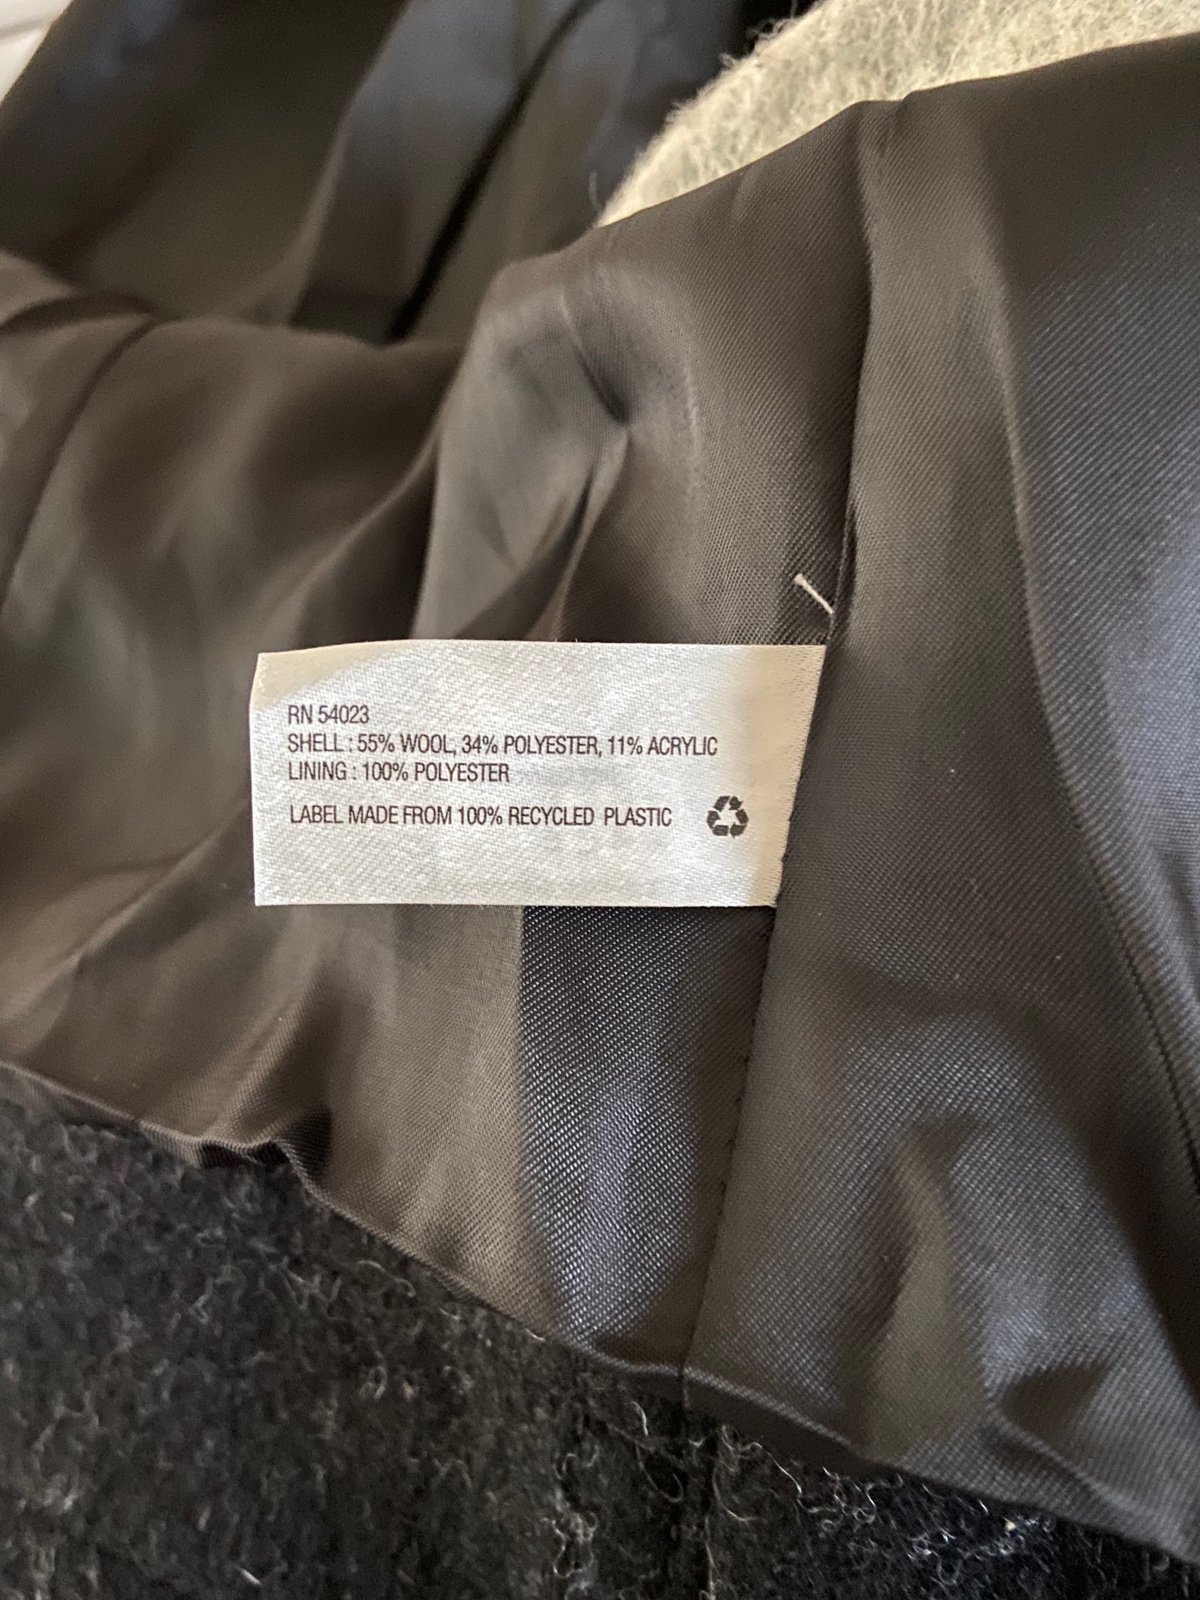 RN 54023
SHELL : 55% WOOL, 34% POLYESTER, 11% ACRYLIC
LINING : 100% POLYESTER
LABEL MADE FROM 100% RECYCLED PLASTIC